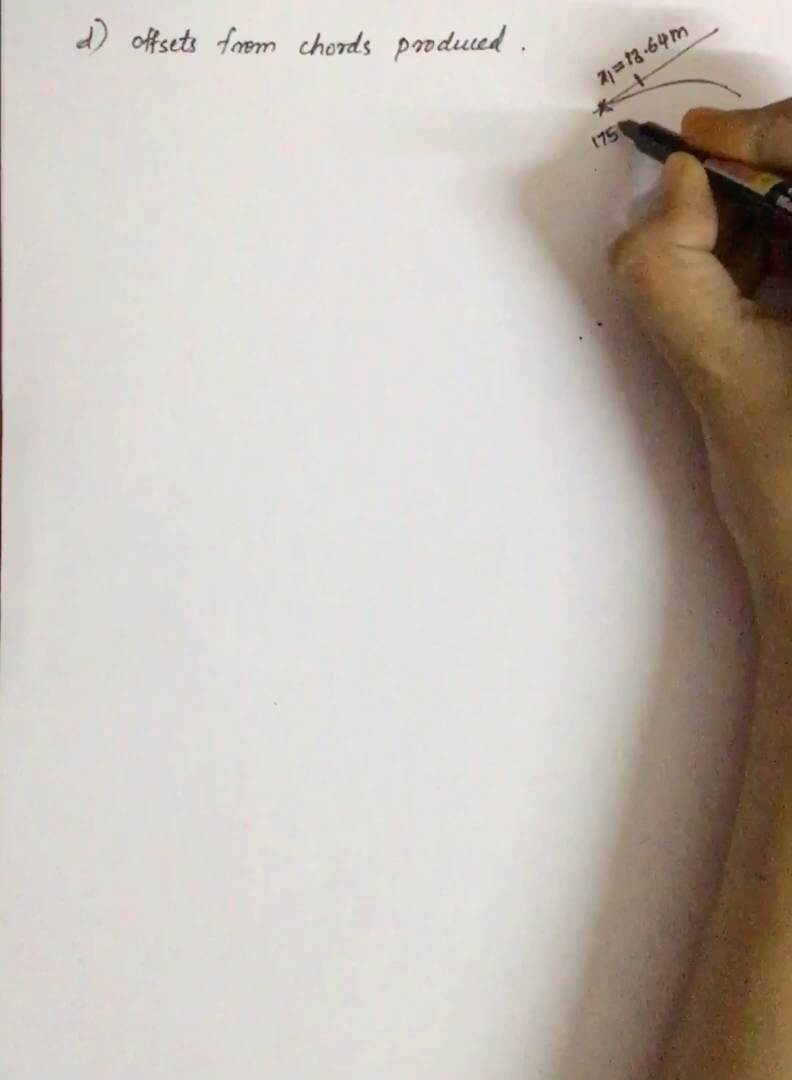 d) offsets from chords produced .
x₁ = 13.64m
175